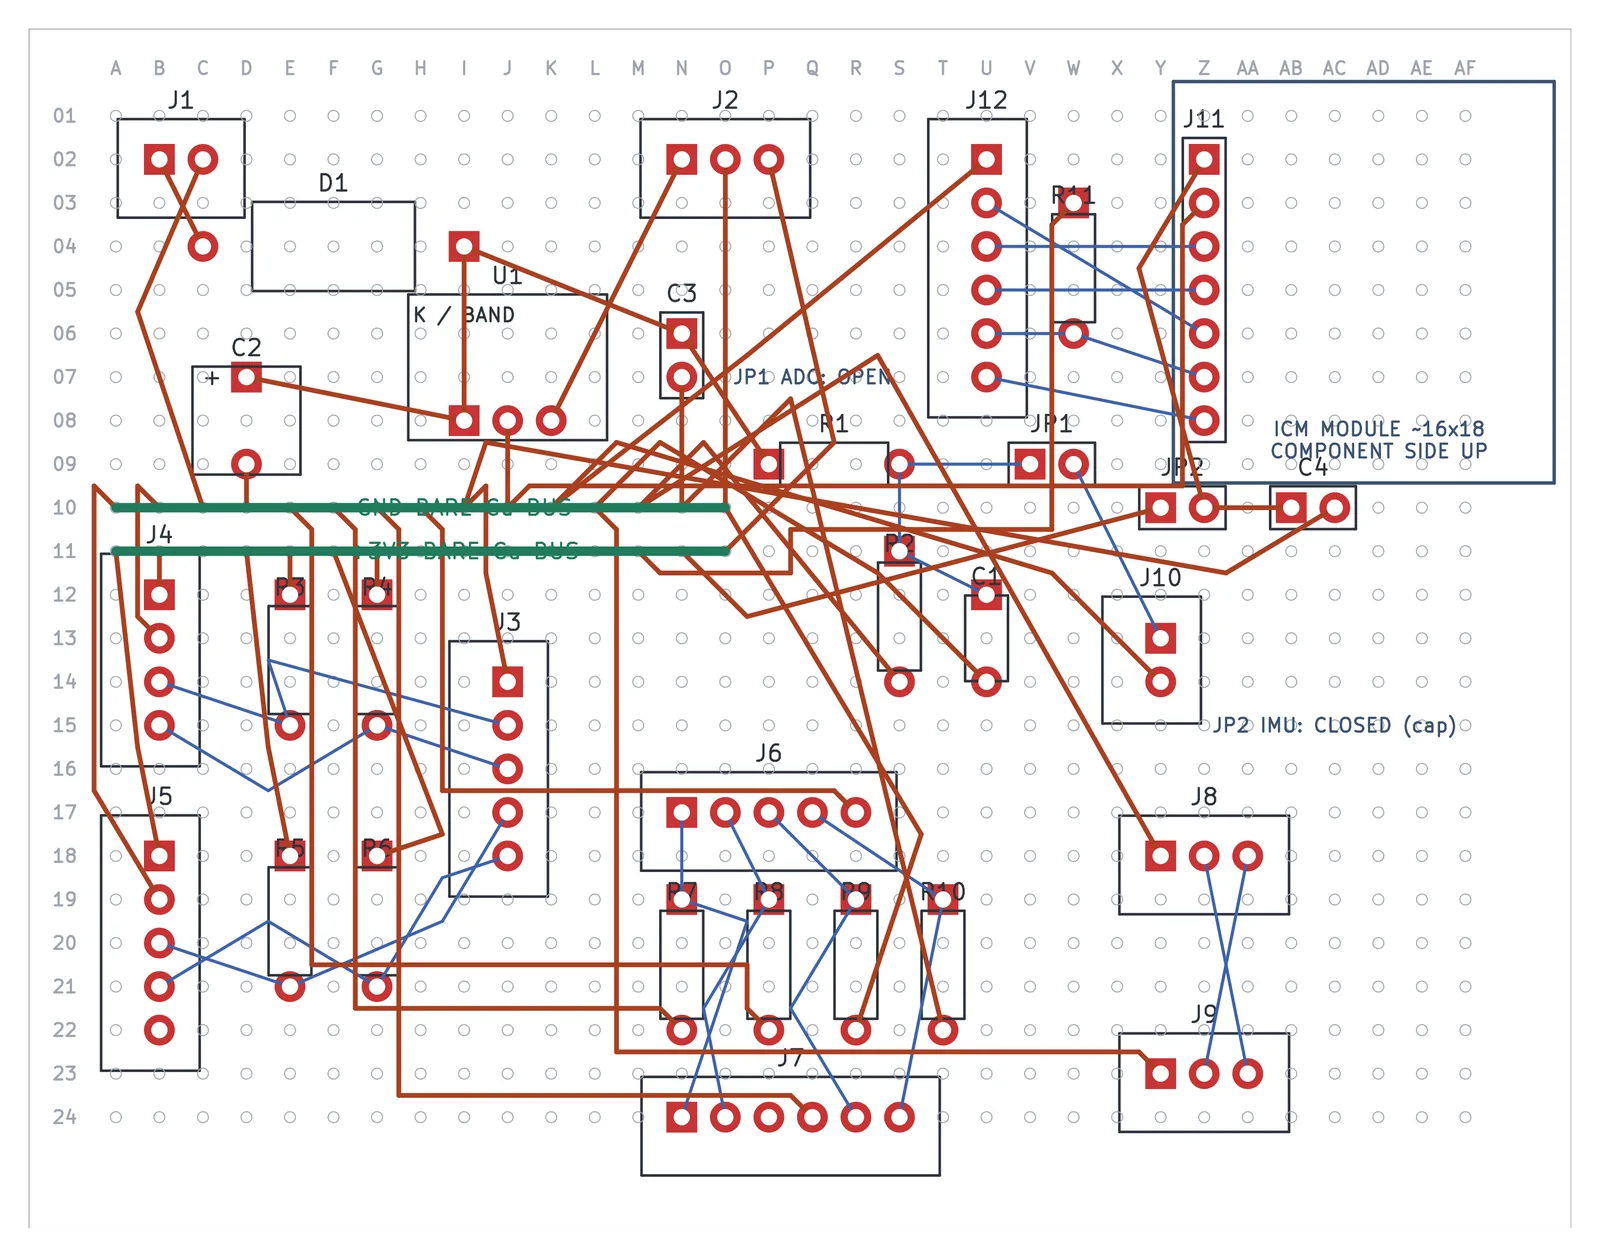 A B C D E F G H I J K L M N O P Q R S T U V W X Y Z AA AB AC AD AE AF
01
J1 J2 J12
J11
02
D1
03 R11
04
U1
05
C3
K / BAND
06
C2
+
07 JP1 ADC: OPEN
08 R1 JP1
ICM MODULE ~16x18
COMPONENT SIDE UP
09 JP2 C4
10 GND BARE Cu BUS
J4
R2
11 3V3 BARE Cu BUS
C1 J10
R3 R4
12
J3
13
14
15 JP2 IMU: CLOSED (cap)
J6
16
J5 J8
17
R5 R6
18
R7 R8 R9 R10
19
20
21
J9
22
J7
23
24